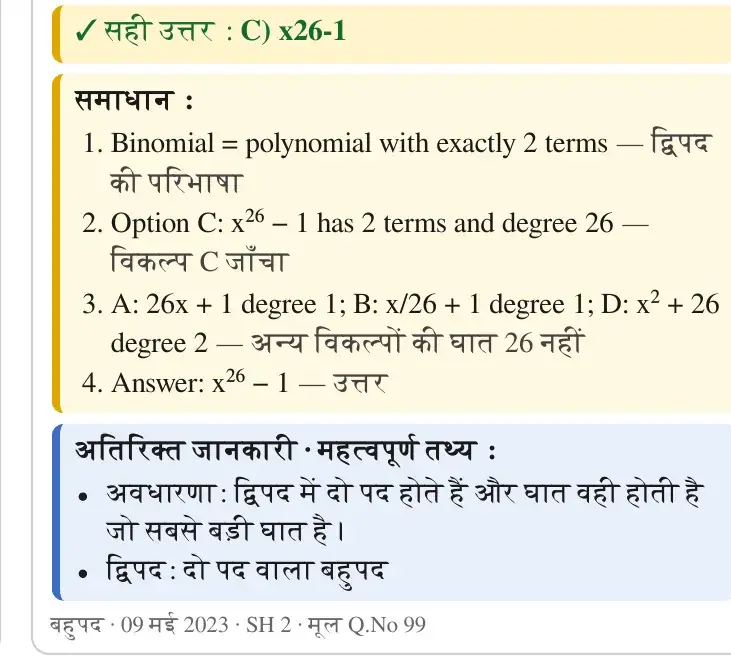 ✓ सही उत्तर : C) x26-1
समाधान :
1. Binomial = polynomial with exactly 2 terms — द्विपद
की परिभाषा
2. Option C: x²⁶ − 1 has 2 terms and degree 26 —
विकल्प C जाँचा
3. A: 26x + 1 degree 1; B: x/26 + 1 degree 1; D: x² + 26
degree 2 — अन्य विकल्पों की घात 26 नहीं
4. Answer: x²⁶ − 1 — उत्तर
अतिरिक्त जानकारी · महत्वपूर्ण तथ्य :
• अवधारणा : द्विपद में दो पद होते हैं और घात वही होती है
जो सबसे बड़ी घात है।
• द्विपद : दो पद वाला बहुपद
बहुपद · 09 मई 2023 · SH 2 · मूल Q.No 99